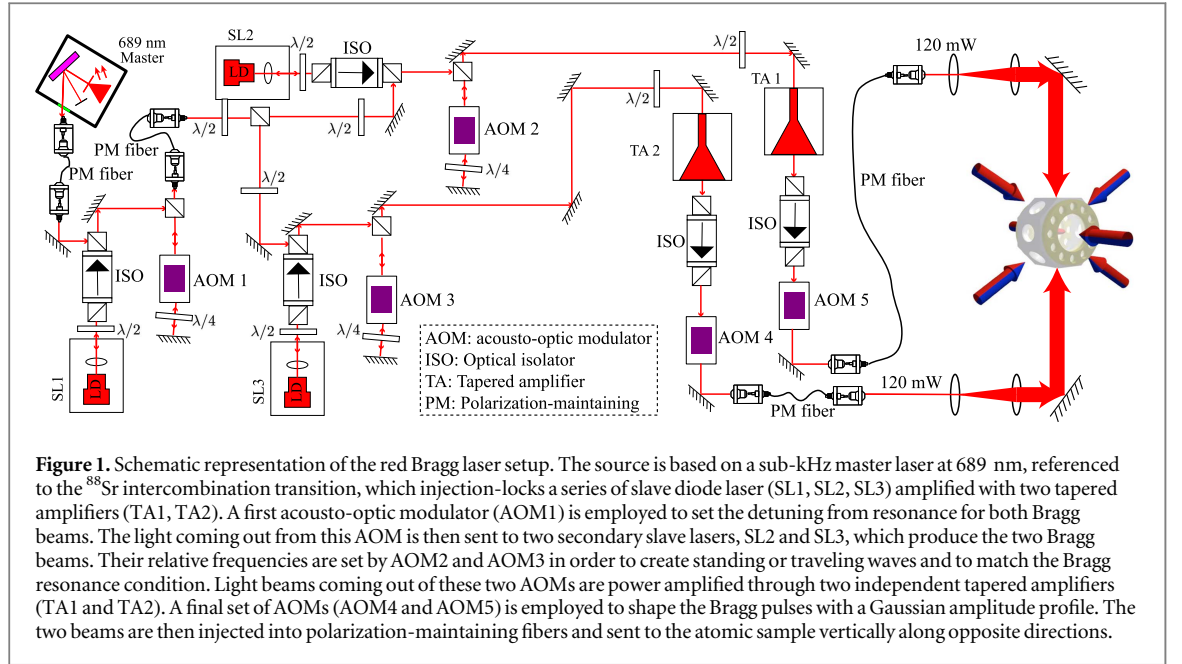 689 nm
Master
SL2
λ/2
ISO
λ/2
120 mW
LD
TA 1
λ/2
λ/2
λ/2
AOM 2
TA 2
PM fiber
PM fiber
λ/4
PM fiber
λ/2
ISO
ISO
ISO
AOM 1
ISO
AOM 3
AOM 5
λ/2
λ/4
λ/2
λ/4
AOM 4
SL1
LD
SL3
LD
AOM: acousto-optic modulator
ISO: Optical isolator
TA: Tapered amplifier
PM: Polarization-maintaining
120 mW
PM fiber
Figure 1. Schematic representation of the red Bragg laser setup. The source is based on a sub-kHz master laser at 689 nm, referenced
to the ⁸⁸Sr intercombination transition, which injection-locks a series of slave diode laser (SL1, SL2, SL3) amplified with two tapered
amplifiers (TA1, TA2). A first acousto-optic modulator (AOM1) is employed to set the detuning from resonance for both Bragg
beams. The light coming out from this AOM is then sent to two secondary slave lasers, SL2 and SL3, which produce the two Bragg
beams. Their relative frequencies are set by AOM2 and AOM3 in order to create standing or traveling waves and to match the Bragg
resonance condition. Light beams coming out of these two AOMs are power amplified through two independent tapered amplifiers
(TA1 and TA2). A final set of AOMs (AOM4 and AOM5) is employed to shape the Bragg pulses with a Gaussian amplitude profile. The
two beams are then injected into polarization-maintaining fibers and sent to the atomic sample vertically along opposite directions.